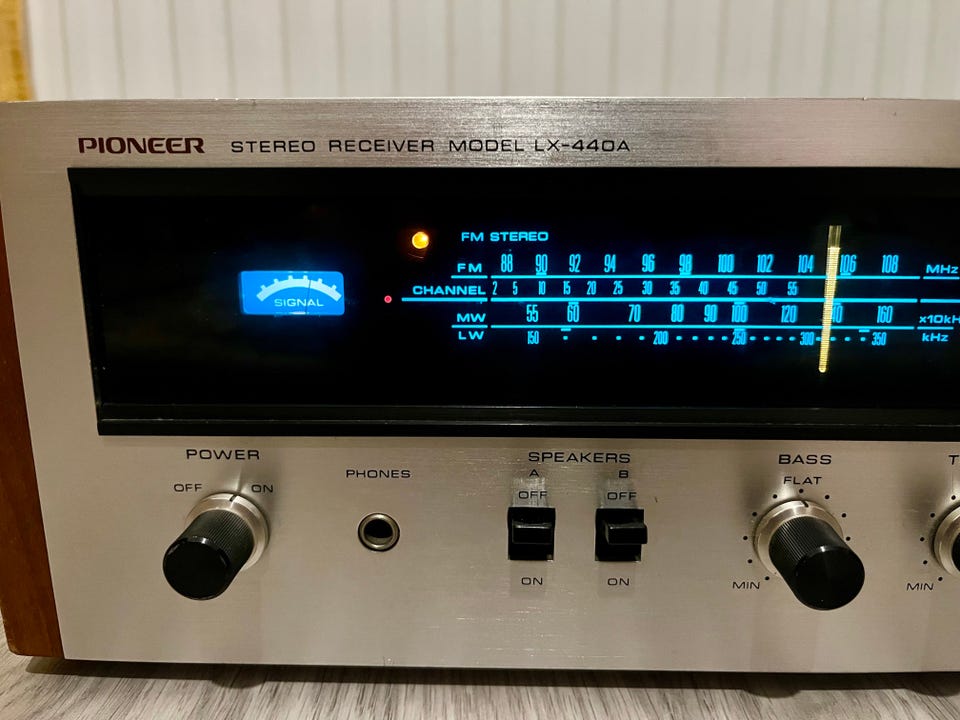 PIONEER STEREO RECEIVER MODEL LX-440A
FM STEREO
FM 88 90 92 94 96 98 100 102 104 106 108 MHz
SIGNAL
CHANNEL 2 5 10 15 20 25 30 35 40 45 50 55
MW 55 60 70 80 90 100 120 160 x10kH
LW 150 200 250 300 350 kHz
POWER
OFF ON
PHONES
SPEAKERS
A B
OFF OFF
ON ON
BASS
FLAT
MIN
T
MIN